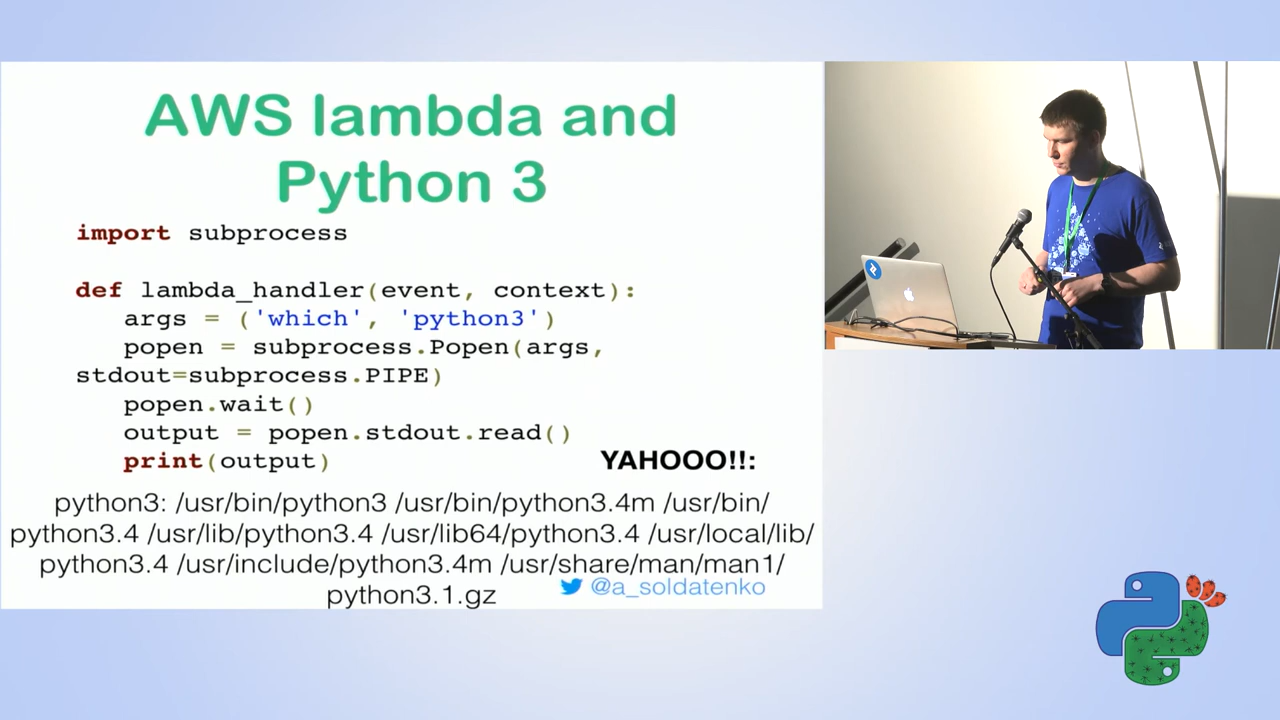 AWS lambda and
Python 3
import subprocess
def lambda_handler(event, context):
args = ('which', 'python3')
popen = subprocess.Popen(args,
stdout=subprocess.PIPE)
popen.wait()
output = popen.stdout.read()
print(output)
YAHOOO!!:
python3: /usr/bin/python3 /usr/bin/python3.4m /usr/bin/
python3.4 /usr/lib/python3.4 /usr/lib64/python3.4 /usr/local/lib/
python3.4 /usr/include/python3.4m /usr/share/man/man1/
python3.1.gz
@a_soldatenko